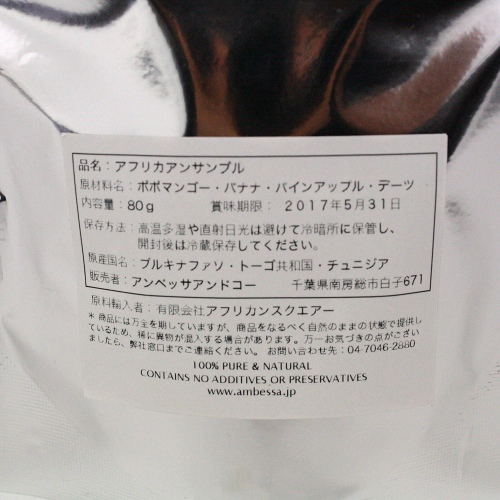 品名：アフリカアンサンブル
原材料名：ボボマンゴー・バナナ・パインアップル・デーツ
内容量：80g　賞味期限：2017年5月31日
保存方法：高温多湿や直射日光は避けて冷暗所に保管し、
開封後は冷蔵保存してください。
原産国名：ブルキナファソ・トーゴ共和国・チュニジア
販売者：アンベッサアンドコー　千葉県南房総市白子671
原料輸入者：有限会社アフリカンスクエアー
＊商品には万全を期していますが、商品をなるべく自然のままの状態で提供し
ているため、稀に異物が混入する場合があります。万一お気づきの点がござい
ましたら、弊社窓口までご連絡ください。 お問い合わせ先：04-7046-2880
100% PURE & NATURAL
CONTAINS NO ADDITIVES OR PRESERVATIVES
www.ambessa.jp